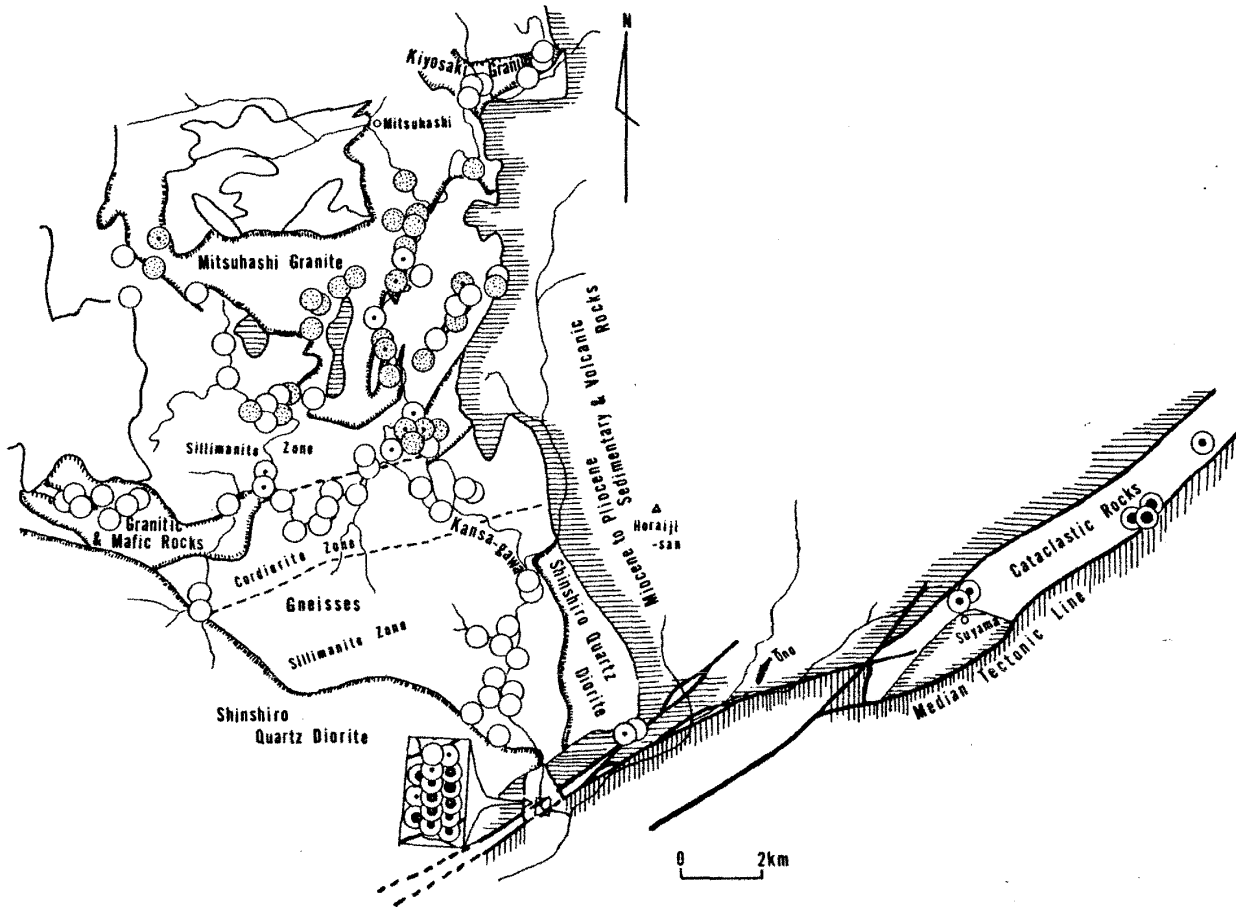 N
Kiyosaki Granite
Mitsuhashi
Mitsuhashi Granite
Miocene to Pliocene
Sedimentary & Volcanic
Rocks
Sillimanite Zone
Granitic
& Mafic Rocks
Kansa-gawa
Horaiji
-san
Cordierite Zone
Gneisses
Sillimanite Zone
Shinshiro Quartz
Diorite
Cataclastic Rocks
Suyama
Ōno
Median Tectonic Line
Shinshiro
Quartz Diorite
0 2km